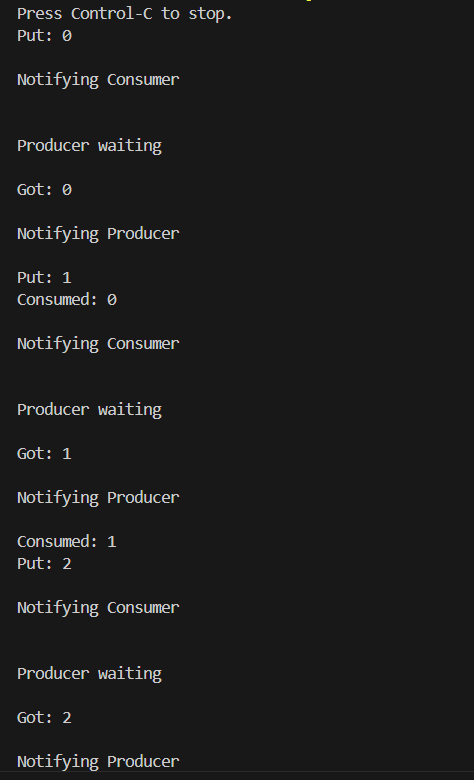 Press Control-C to stop.
Put: 0
Notifying Consumer
Producer waiting
Got: 0
Notifying Producer
Put: 1
Consumed: 0
Notifying Consumer
Producer waiting
Got: 1
Notifying Producer
Consumed: 1
Put: 2
Notifying Consumer
Producer waiting
Got: 2
Notifying Producer